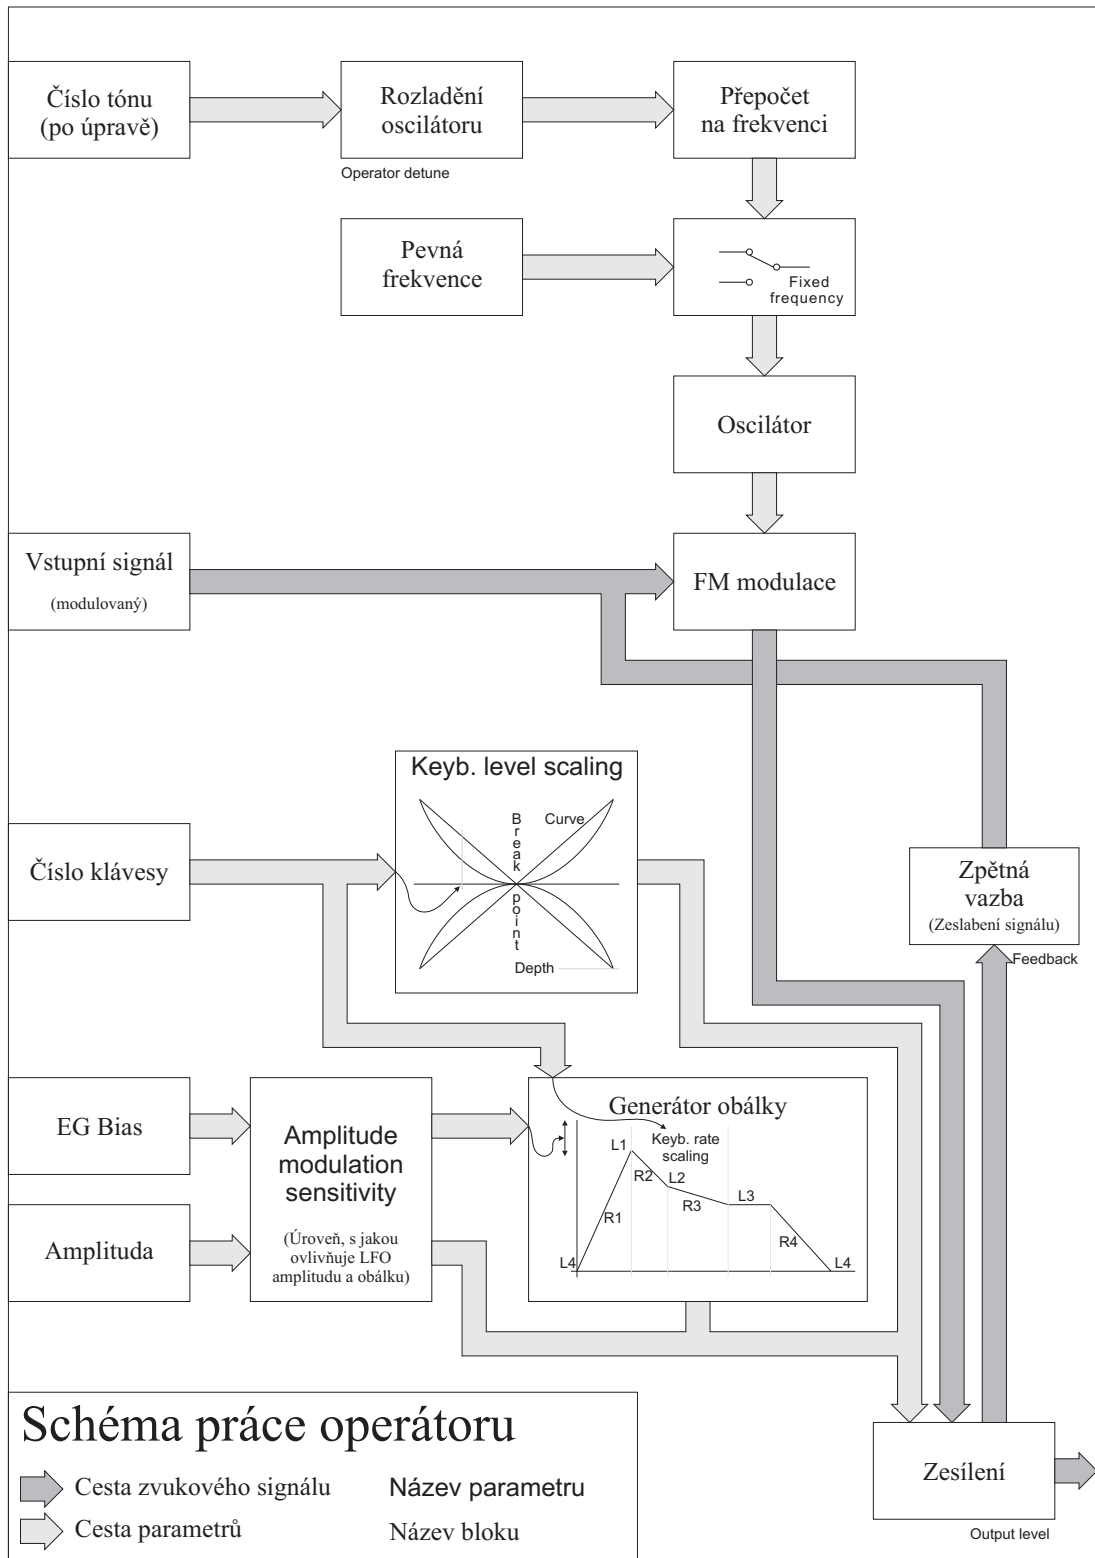 Číslo tónu
(po úpravě)
Rozladění
oscilátoru
Operator detune
Přepočet
na frekvenci
Pevná
frekvence
Fixed
frequency
Oscilátor
Vstupní signál
(modulovaný)
FM modulace
Keyb. level scaling
Break point
Curve
Depth
Číslo klávesy
Zpětná
vazba
(Zeslabení signálu)
Feedback
EG Bias
Amplituda
Amplitude
modulation
sensitivity
(Úroveň, s jakou
ovlivňuje LFO
amplitudu a obálku)
Generátor obálky
Keyb. rate
scaling
L1
R2
L2
R3
L3
R1
R4
L4
L4
Schéma práce operátoru
Cesta zvukového signálu
Název parametru
Cesta parametrů
Název bloku
Zesílení
Output level